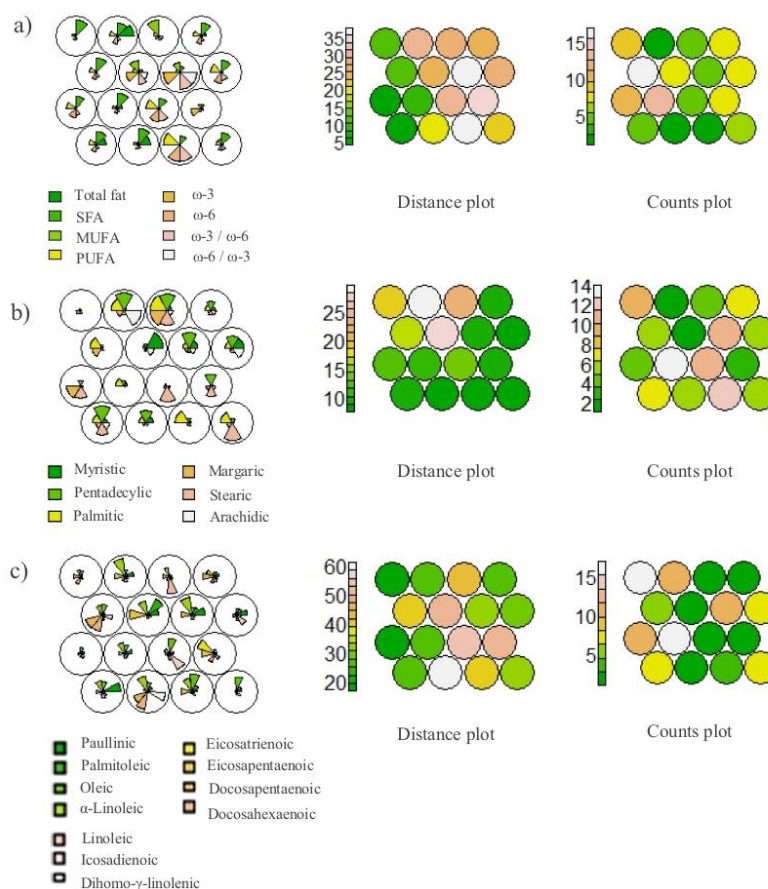 a)
35
30
25
20
15
10
5
15
10
5
Total fat
SFA
MUFA
PUFA
ω-3
ω-6
ω-3 / ω-6
ω-6 / ω-3
Distance plot
Counts plot
b)
25
20
15
10
14
12
10
8
6
4
2
Myristic
Pentadecylic
Palmitic
Margaric
Stearic
Arachidic
Distance plot
Counts plot
c)
60
50
40
30
20
15
10
5
Distance plot
Counts plot
Paullinic
Palmitoleic
Oleic
α-Linoleic
Eicosatrienoic
Eicosapentaenoic
Docosapentaenoic
Docosahexaenoic
Linoleic
Icosadienoic
Dihomo-γ-linolenic